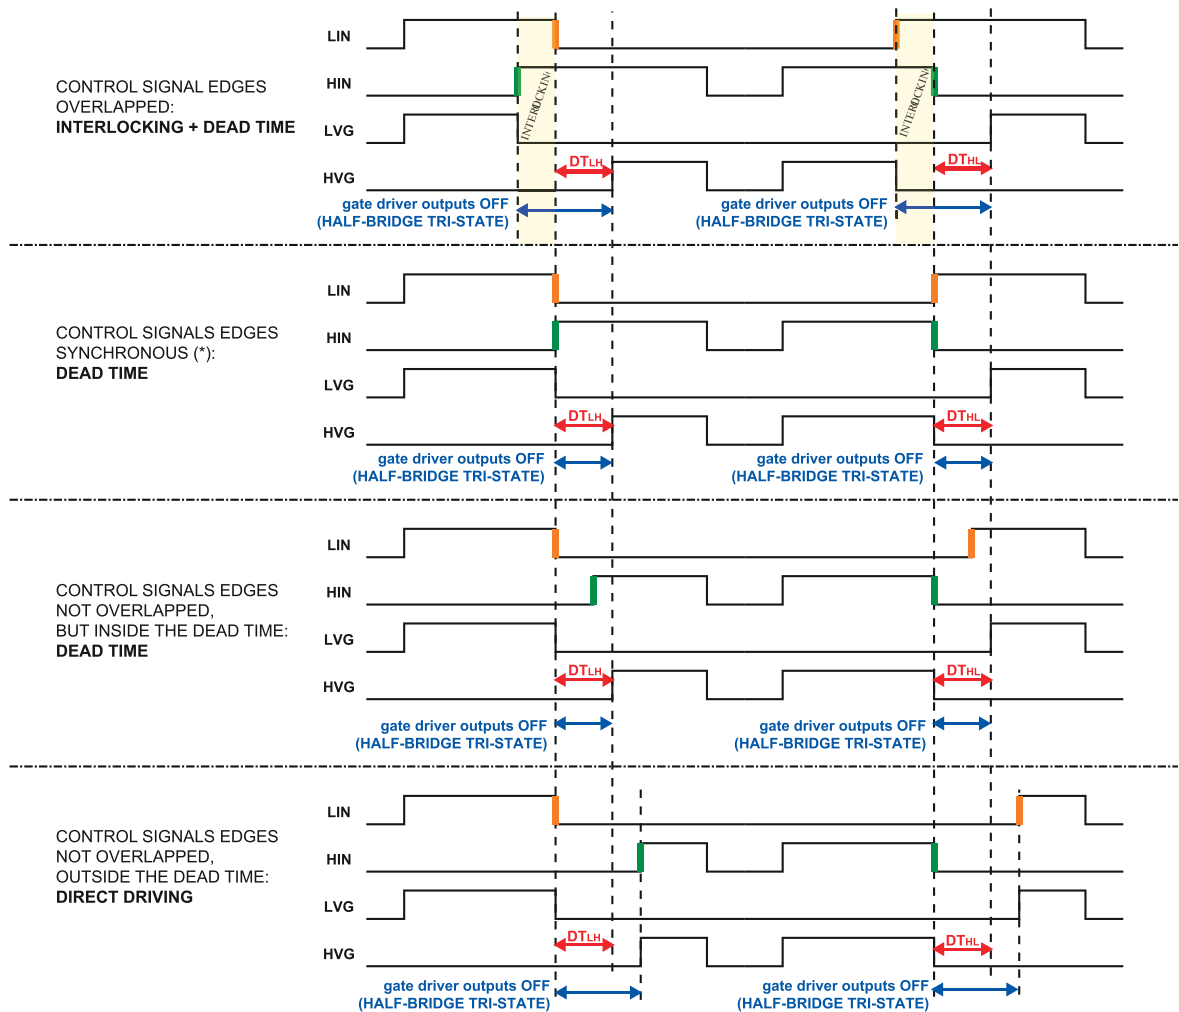 LIN
HIN
CONTROL SIGNAL EDGES
OVERLAPPED:
INTERLOCKING + DEAD TIME
INTERLOCKING
INTERLOCKING
LVG
DTLH
DTHL
HVG
gate driver outputs OFF
(HALF-BRIDGE TRI-STATE)
gate driver outputs OFF
(HALF-BRIDGE TRI-STATE)
LIN
HIN
CONTROL SIGNALS EDGES
SYNCHRONOUS (*):
DEAD TIME
LVG
DTLH
DTHL
HVG
gate driver outputs OFF
(HALF-BRIDGE TRI-STATE)
gate driver outputs OFF
(HALF-BRIDGE TRI-STATE)
LIN
HIN
CONTROL SIGNALS EDGES
NOT OVERLAPPED,
BUT INSIDE THE DEAD TIME:
DEAD TIME
LVG
DTLH
DTHL
HVG
gate driver outputs OFF
(HALF-BRIDGE TRI-STATE)
gate driver outputs OFF
(HALF-BRIDGE TRI-STATE)
LIN
HIN
CONTROL SIGNALS EDGES
NOT OVERLAPPED,
OUTSIDE THE DEAD TIME:
DIRECT DRIVING
LVG
DTLH
DTHL
HVG
gate driver outputs OFF
(HALF-BRIDGE TRI-STATE)
gate driver outputs OFF
(HALF-BRIDGE TRI-STATE)